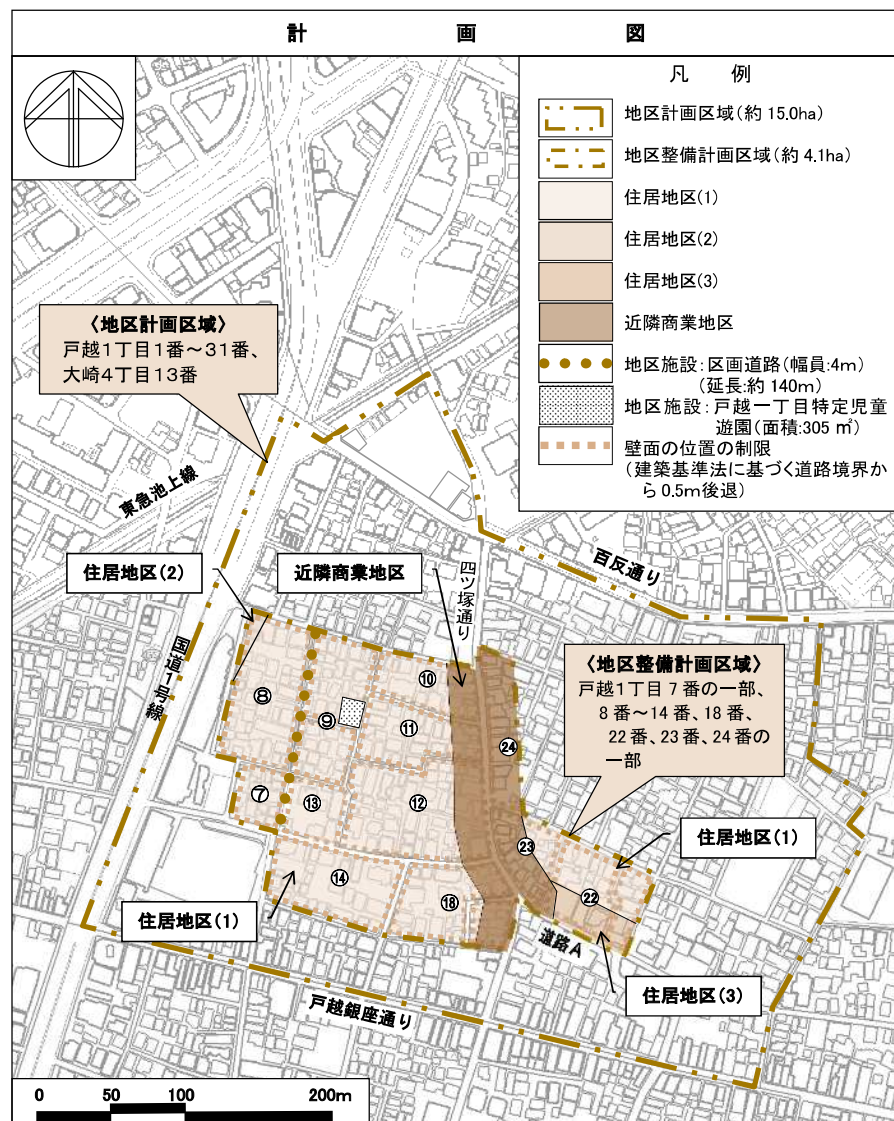 計画図
凡例
地区計画区域(約 15.0ha)
地区整備計画区域(約 4.1ha)
住居地区(1)
住居地区(2)
住居地区(3)
近隣商業地区
地区施設:区画道路(幅員:4m)
(延長:約 140m)
地区施設:戸越一丁目特定児童
遊園(面積:305 ㎡)
壁面の位置の制限
(建築基準法に基づく道路境界か
ら 0.5m後退)
〈地区計画区域〉
戸越1丁目1番~31番、
大崎4丁目13番
東急池上線
住居地区(2)
近隣商業地区
四ツ塚通り
百反通り
国道1号線
〈地区整備計画区域〉
戸越1丁目 7 番の一部、
8 番~14 番、18 番、
22 番、23 番、24 番の
一部
⑧
⑨
⑩
⑪
㉔
⑦
⑬
⑫
㉓
住居地区(1)
⑭
⑱
㉒
住居地区(1)
道路A
住居地区(3)
戸越銀座通り
0 50 100 200m